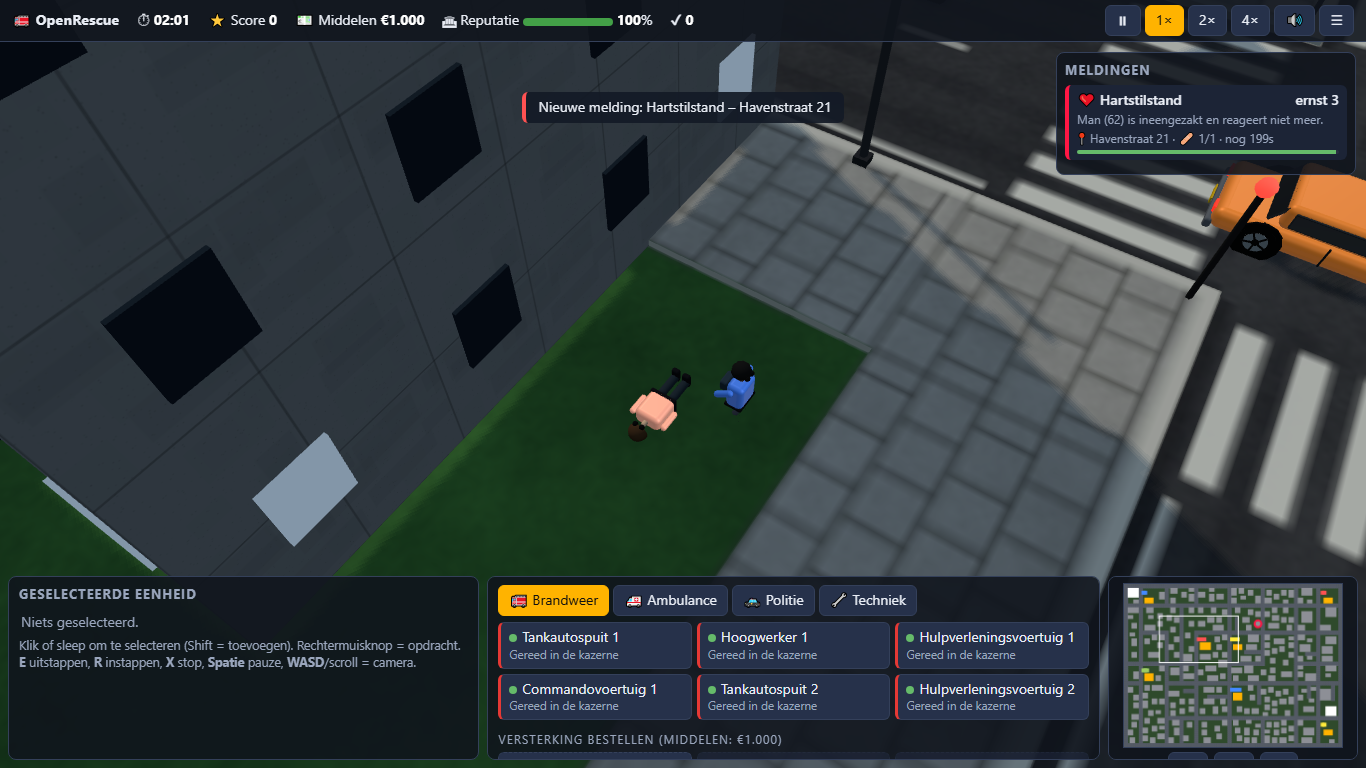 OpenRescue 02:01 Score 0 Middelen €1.000 Reputatie 100% ✓ 0
1× 2× 4×
MELDINGEN
Hartstilstand ernst 3
Man (62) is ineengezakt en reageert niet meer.
Havenstraat 21 · 1/1 · nog 199s
Nieuwe melding: Hartstilstand – Havenstraat 21
GESELECTEERDE EENHEID
Niets geselecteerd.
Klik of sleep om te selecteren (Shift = toevoegen). Rechtermuisknop = opdracht.
E uitstappen, R instappen, X stop, Spatie pauze, WASD/scroll = camera.
Brandweer Ambulance Politie Techniek
Tankautospuit 1 Hoogwerker 1 Hulpverleningsvoertuig 1
Gereed in de kazerne Gereed in de kazerne Gereed in de kazerne
Commandovoertuig 1 Tankautospuit 2 Hulpverleningsvoertuig 2
Gereed in de kazerne Gereed in de kazerne Gereed in de kazerne
VERSTERKING BESTELLEN (MIDDELEN: €1.000)